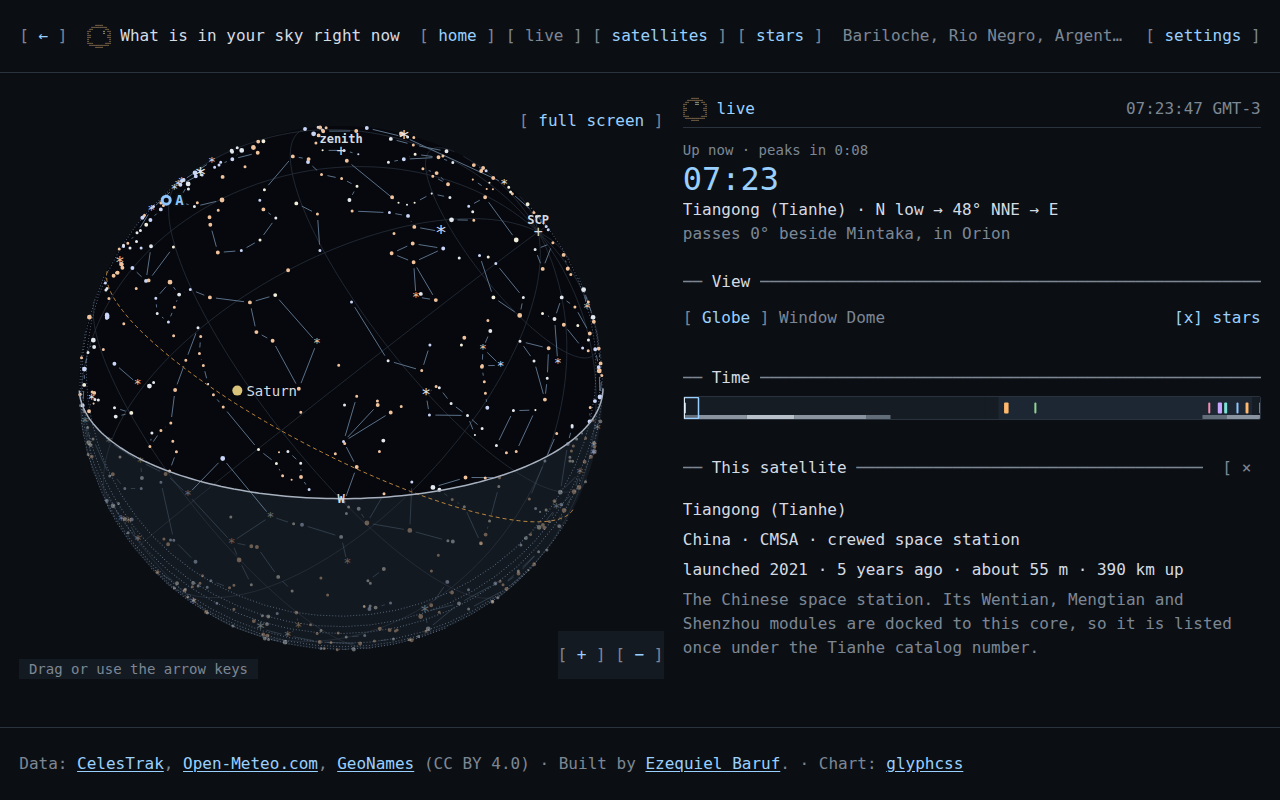 [ ← ] What is in your sky right now [ home ] [ live ] [ satellites ] [ stars ] Bariloche, Rio Negro, Argent… [ settings ]
[ full screen ]
zenith
A
SCP
Saturn
W
[ + ] [ − ]
Drag or use the arrow keys
live 07:23:47 GMT-3
Up now · peaks in 0:08
07:23
Tiangong (Tianhe) · N low → 48° NNE → E
passes 0° beside Mintaka, in Orion
View
[ Globe ] Window Dome [x] stars
Time
This satellite [ ×
Tiangong (Tianhe)
China · CMSA · crewed space station
launched 2021 · 5 years ago · about 55 m · 390 km up
The Chinese space station. Its Wentian, Mengtian and
Shenzhou modules are docked to this core, so it is listed
once under the Tianhe catalog number.
Data: CelesTrak, Open-Meteo.com, GeoNames (CC BY 4.0) · Built by Ezequiel Baruf. · Chart: glyphcss